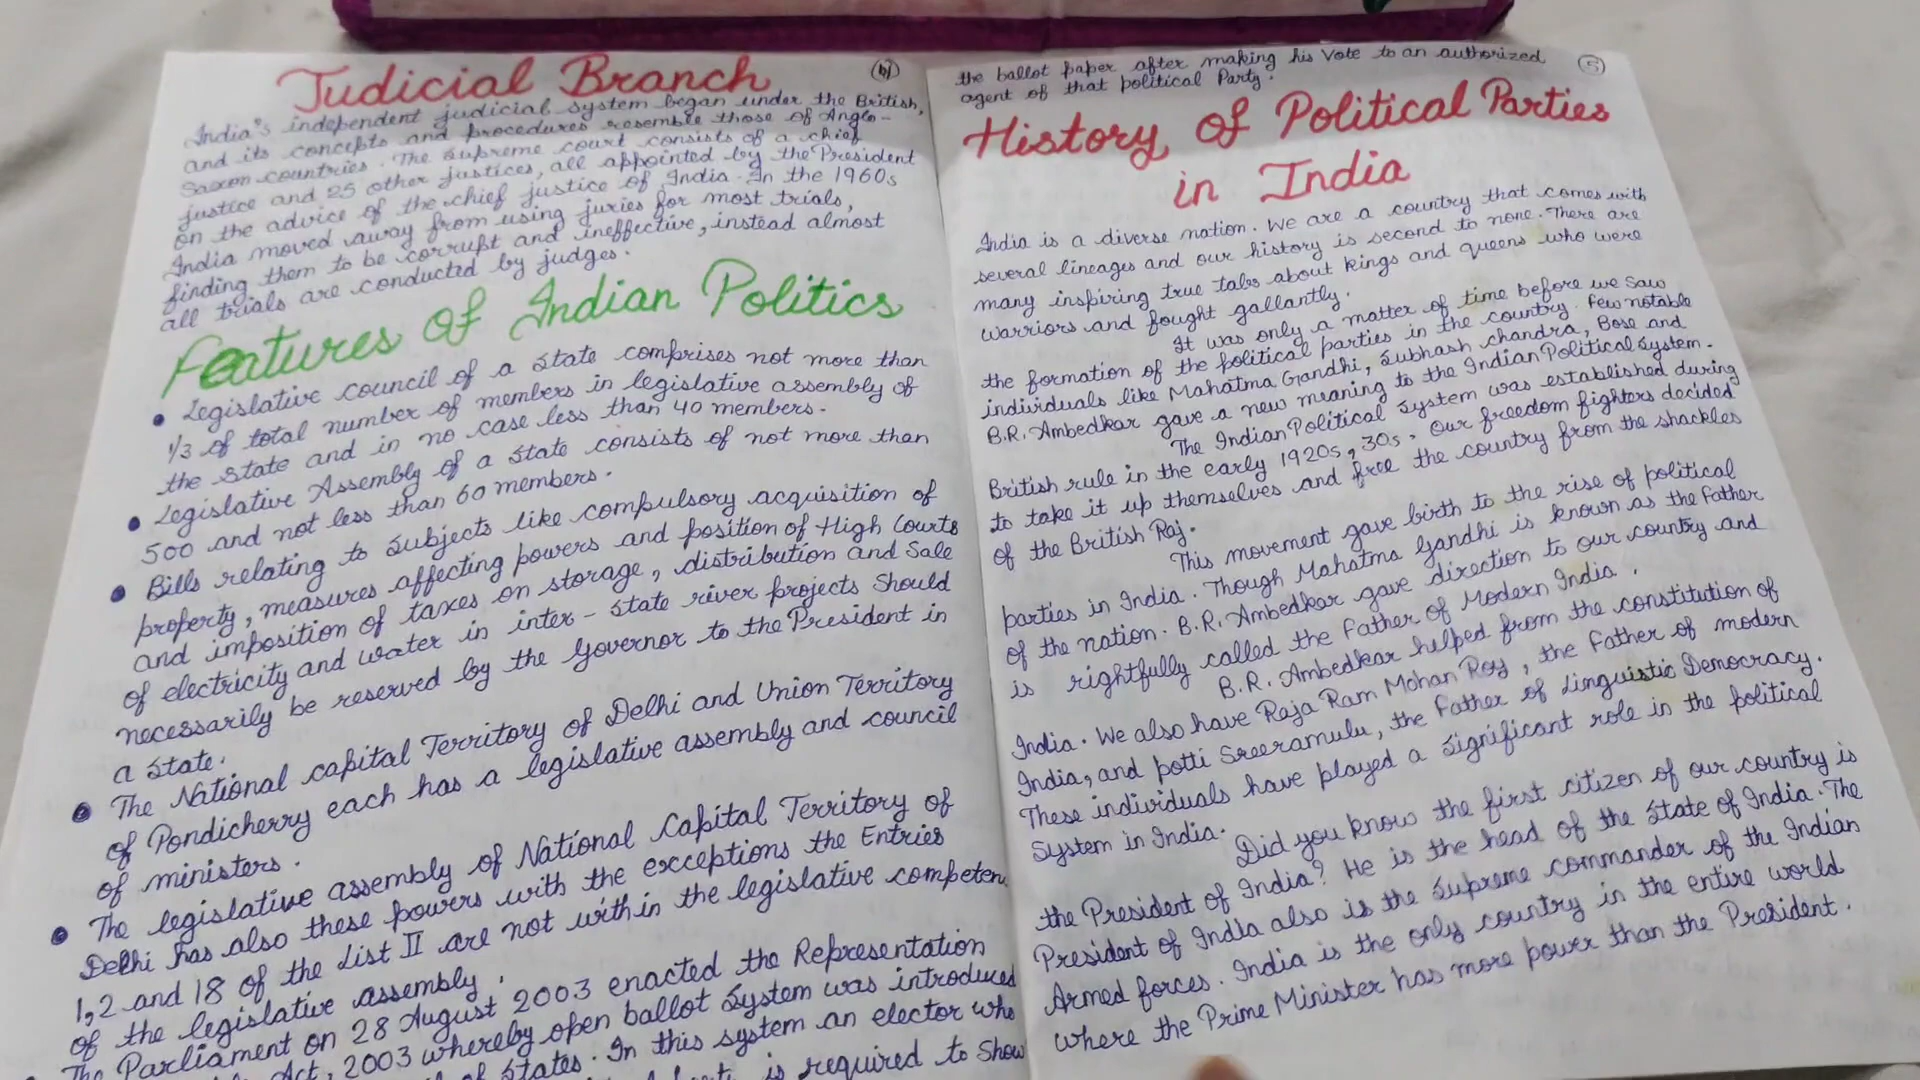 Judicial Branch
4
India's independent judicial system began under the British,
and its concepts and procedures resemble those of Anglo-
Saxon countries. The Supreme court consists of a chief
justice and 25 other justices, all appointed by the President
on the advice of the chief justice of India. In the 1960s
India moved away from using juries for most trials,
finding them to be corrupt and ineffective, instead almost
all trials are conducted by judges.
Features Of Indian Politics
• Legislative council of a State comprises not more than
1/3 of total number of members in legislative assembly of
the state and in no case less than 40 members.
• Legislative Assembly of a State consists of not more than
500 and not less than 60 members.
• Bills relating to Subjects like compulsory acquisition of
property, measures affecting powers and position of High Courts
and imposition of taxes on storage, distribution and Sale
of electricity and water in inter-state river projects Should
necessarily be reserved by the Governor to the President in
a State.
• The National capital Territory of Delhi and Union Territory
of Pondicherry each has a legislative assembly and council
of ministers.
• The legislative assembly of National Capital Territory of
Delhi has also these powers with the exceptions the Entries
1,2 and 18 of the List II are not within the legislative competen
of the legislative assembly.
The Parliament on 28 August 2003 enacted the Representation
Act, 2003 whereby open ballot System was introduced
of States. In this system an elector who
is required to Show
the ballot paper after making his Vote to an authorized
agent of that political Party.
5
History of Political Parties
in India
India is a diverse nation. We are a country that comes with
several lineages and our history is second to none. There are
many inspiring true tales about kings and queens who were
warriors and fought gallantly.
It was only a matter of time before we saw
the formation of the political parties in the country. Few notable
individuals like Mahatma Gandhi, Subhash chandra, Bose and
B.R. Ambedkar gave a new meaning to the Indian Political System.
The Indian Political System was established during
British rule in the early 1920s, 30s. Our freedom fighters decided
to take it up themselves and free the country from the shackles
of the British Raj.
This movement gave birth to the rise of political
parties in India. Though Mahatma Gandhi is known as the Father
of the nation. B.R. Ambedkar gave direction to our country and
is rightfully called the Father of Modern India.
B.R. Ambedkar helped from the constitution of
India. We also have Raja Ram Mohan Roy, the Father of modern
India, and potti Sreeramulu, the Father of Linguistic Democracy.
These individuals have played a significant role in the political
System in India.
Did you know the first citizen of our country is
the President of India? He is the head of the State of India. The
President of India also is the Supreme commander of the Indian
Armed forces. India is the only country in the entire world
where the Prime Minister has more power than the President.